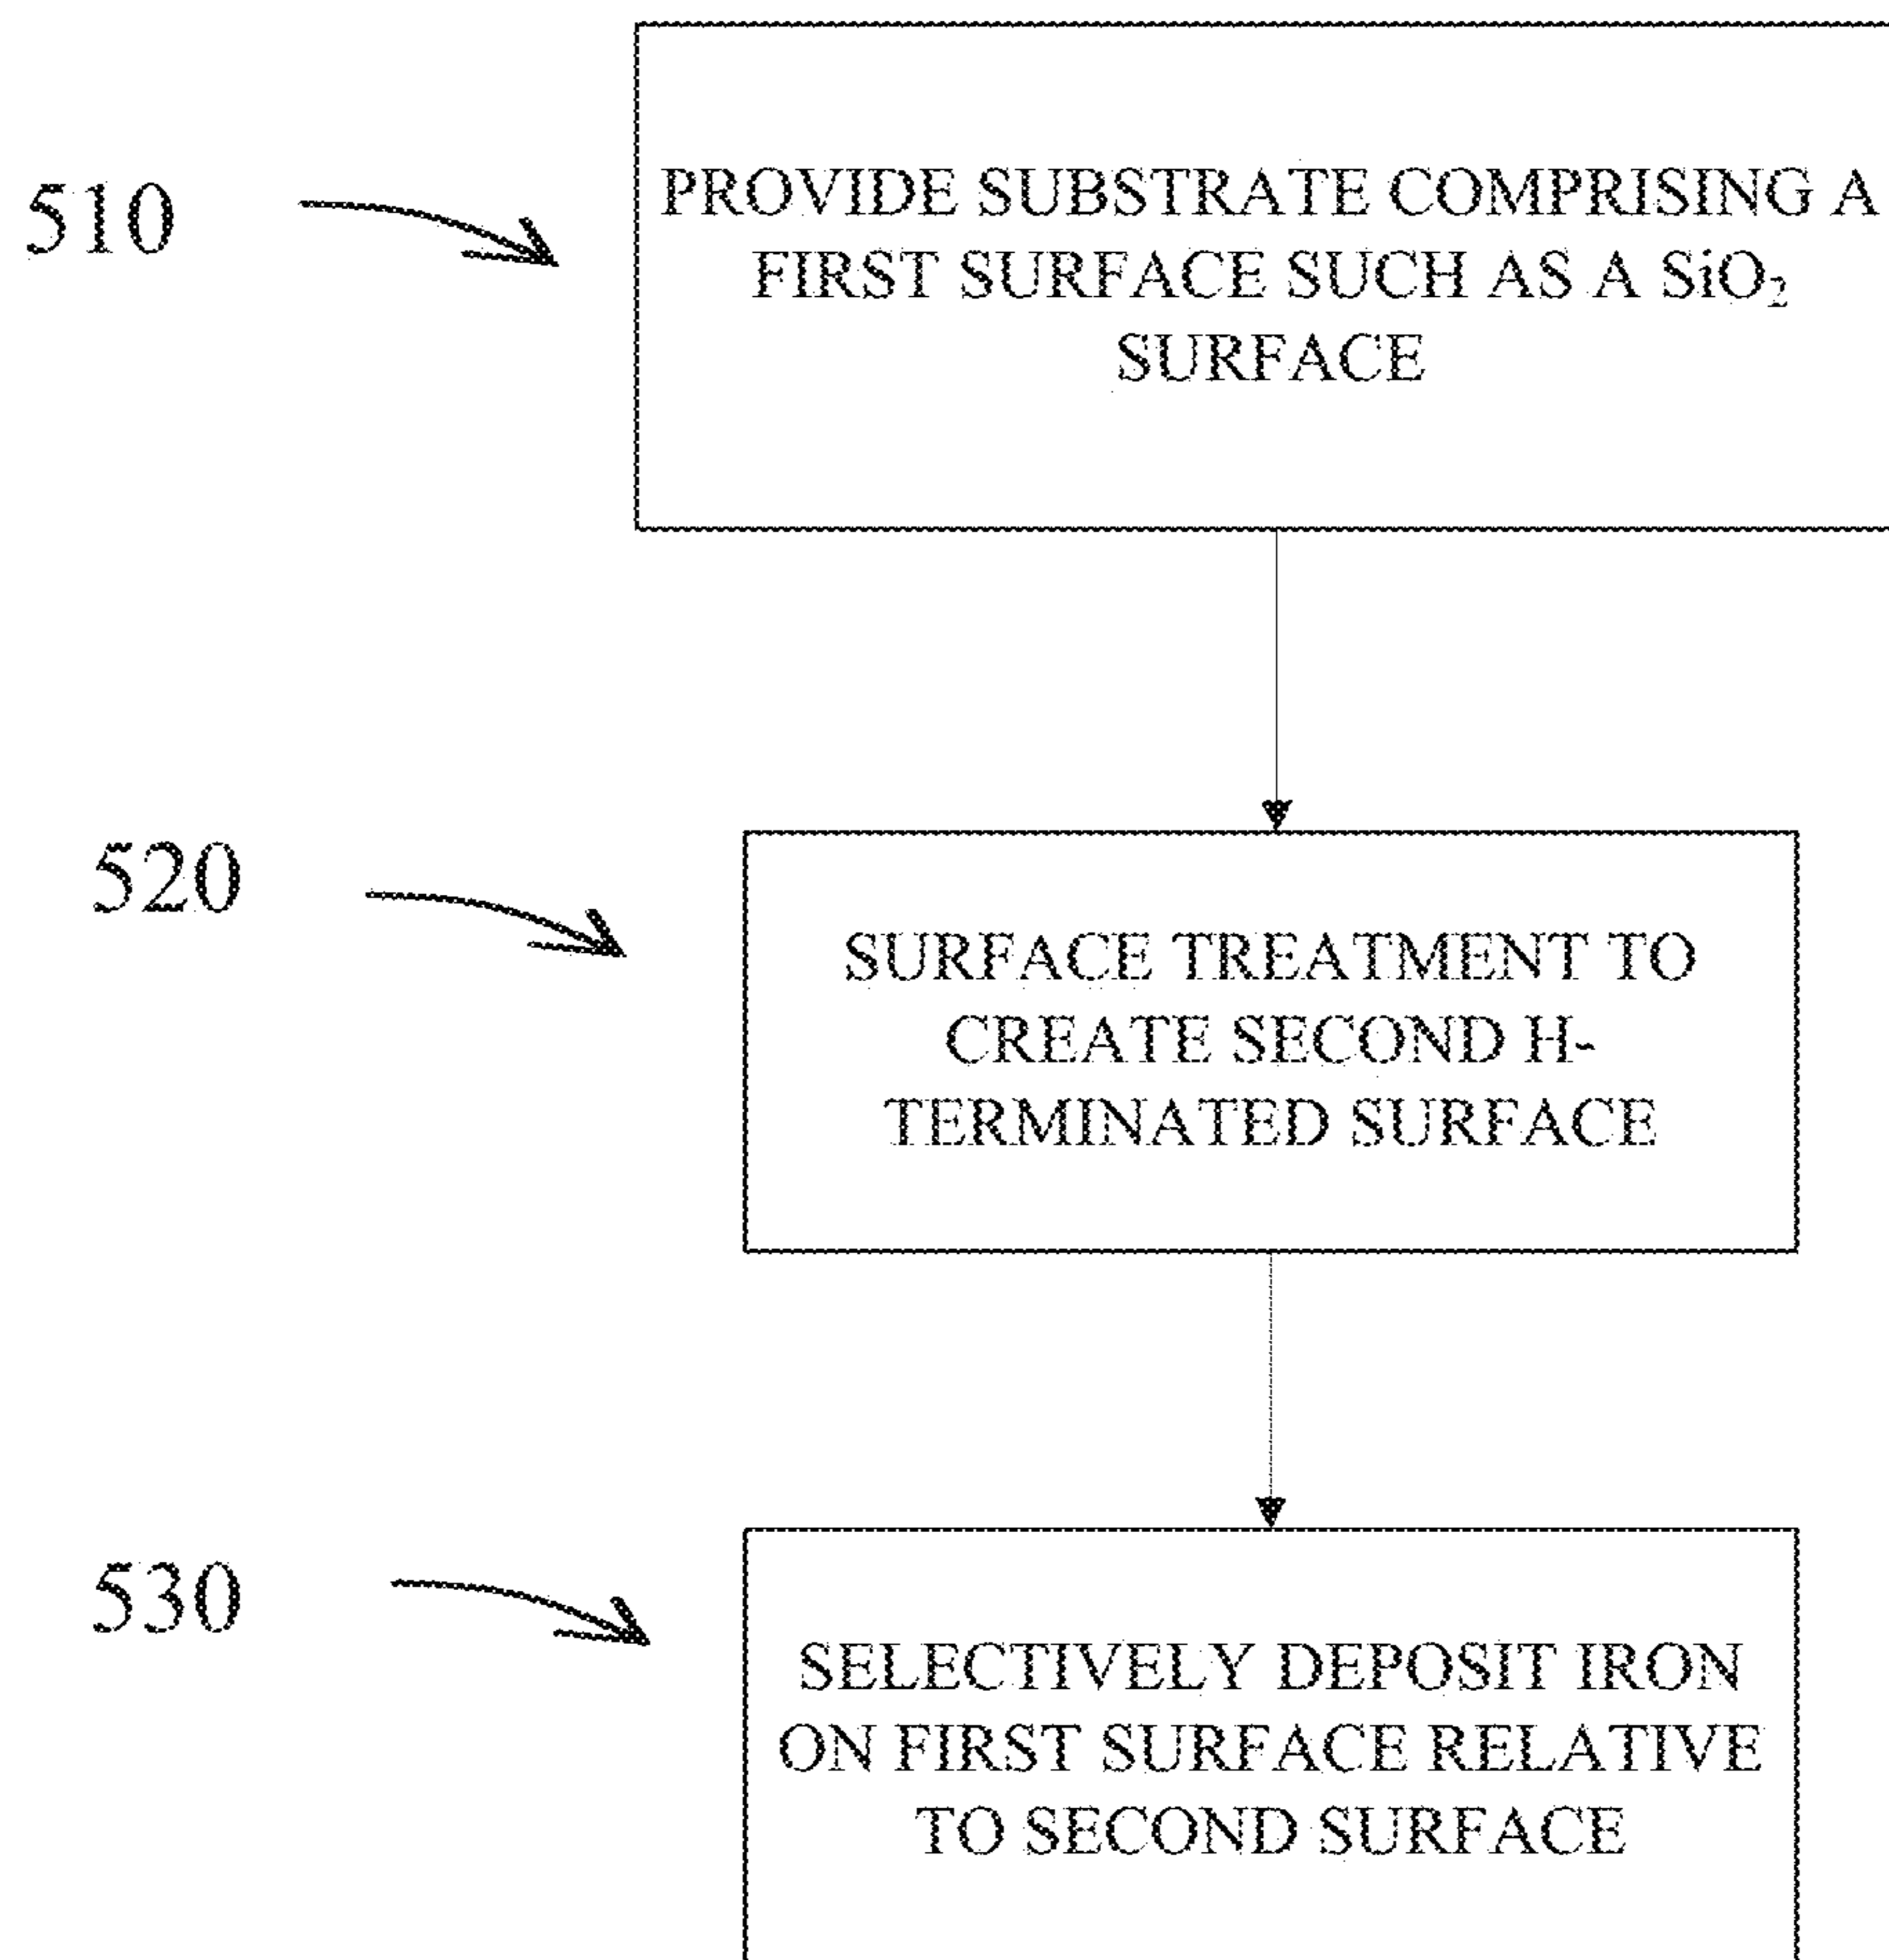 510
PROVIDE SUBSTRATE COMPRISING A
FIRST SURFACE SUCH AS A SiO₂
SURFACE
520
SURFACE TREATMENT TO
CREATE SECOND H-
TERMINATED SURFACE
530
SELECTIVELY DEPOSIT IRON
ON FIRST SURFACE RELATIVE
TO SECOND SURFACE